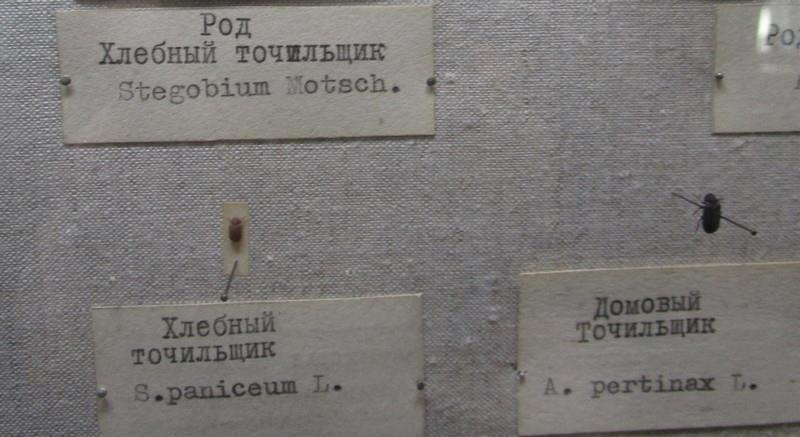 Род
Хлебный точильщик
Stegobium Motsch.
Хлебный
точильщик
S.paniceum L.
Домовый
Точильщик
A. pertinax L.